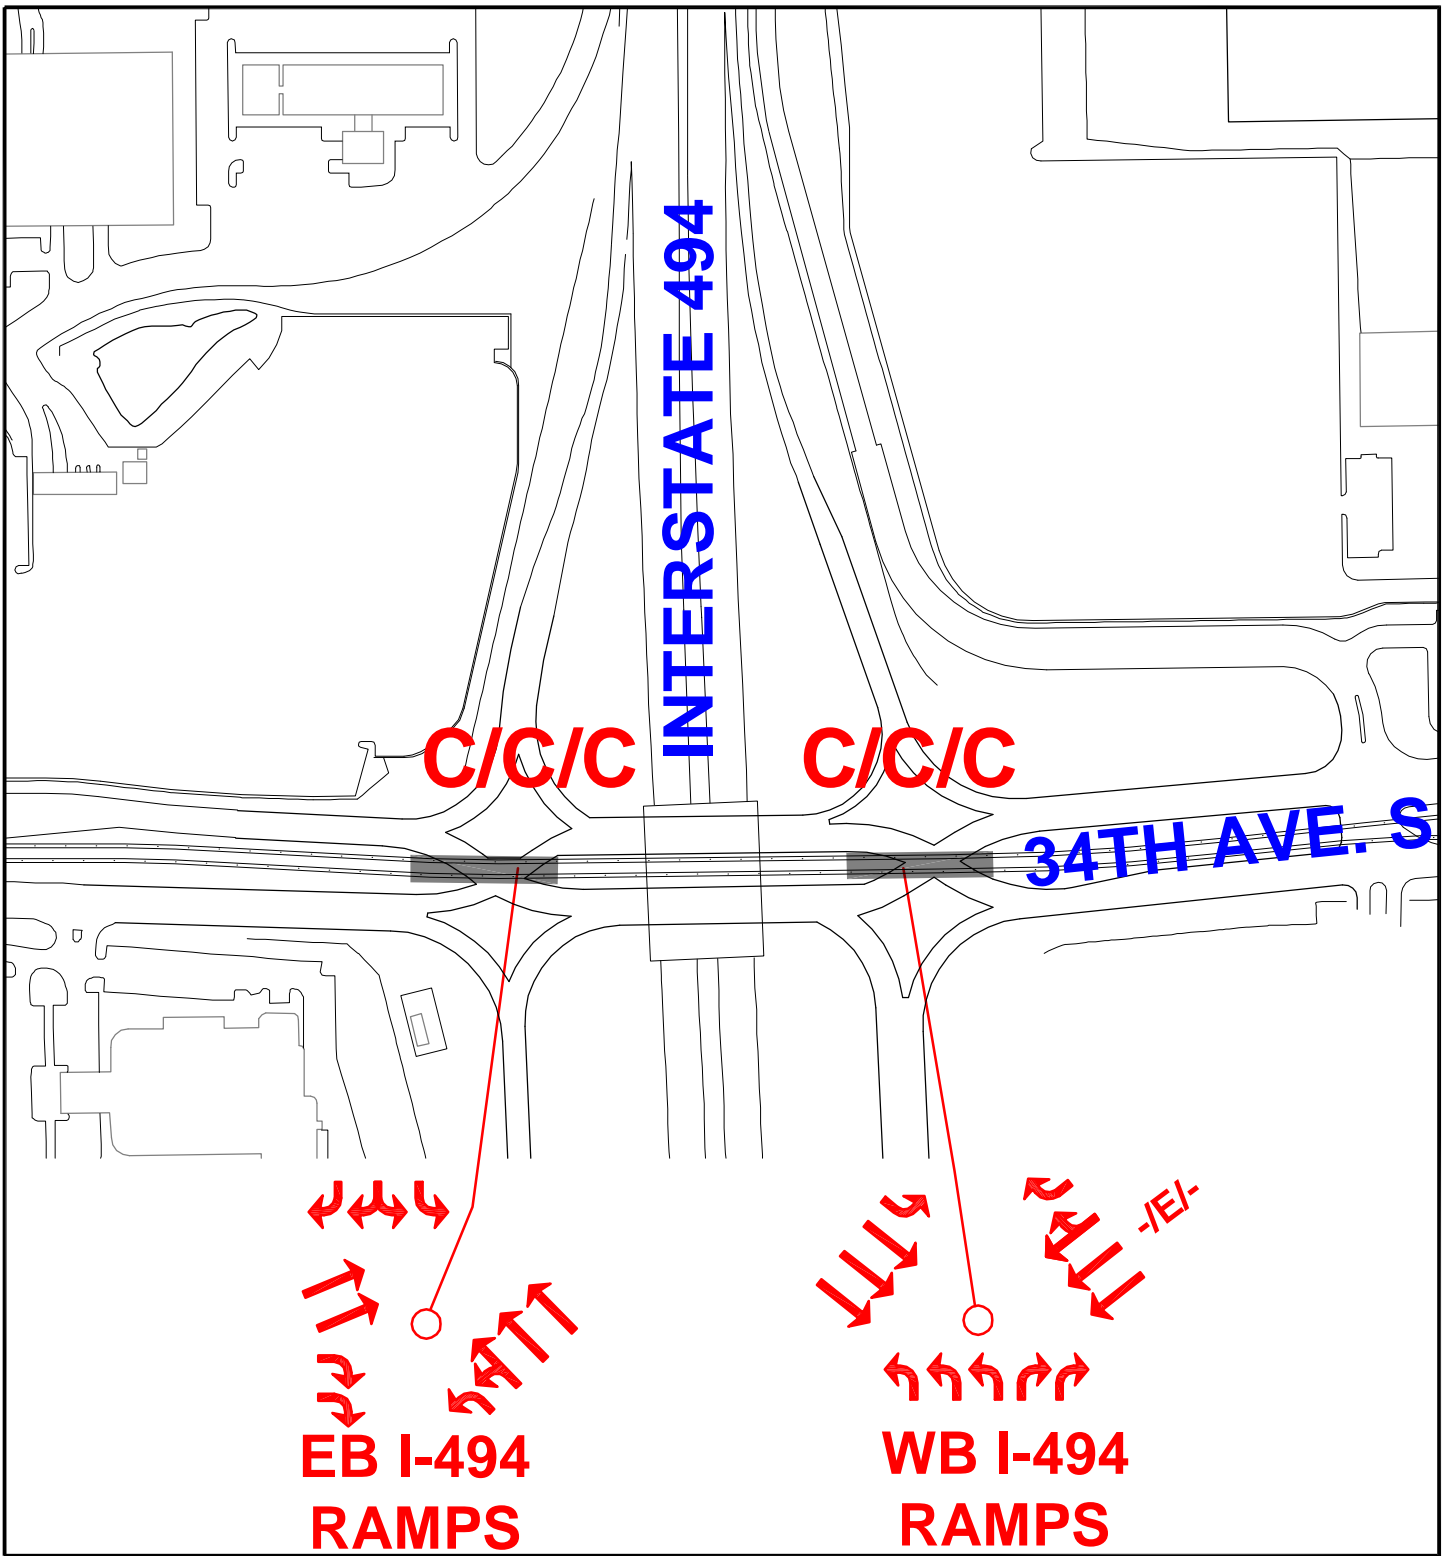 INTERSTATE 494
C/C/C
C/C/C
34TH AVE. S
-/E/-
EB I-494
RAMPS
WB I-494
RAMPS